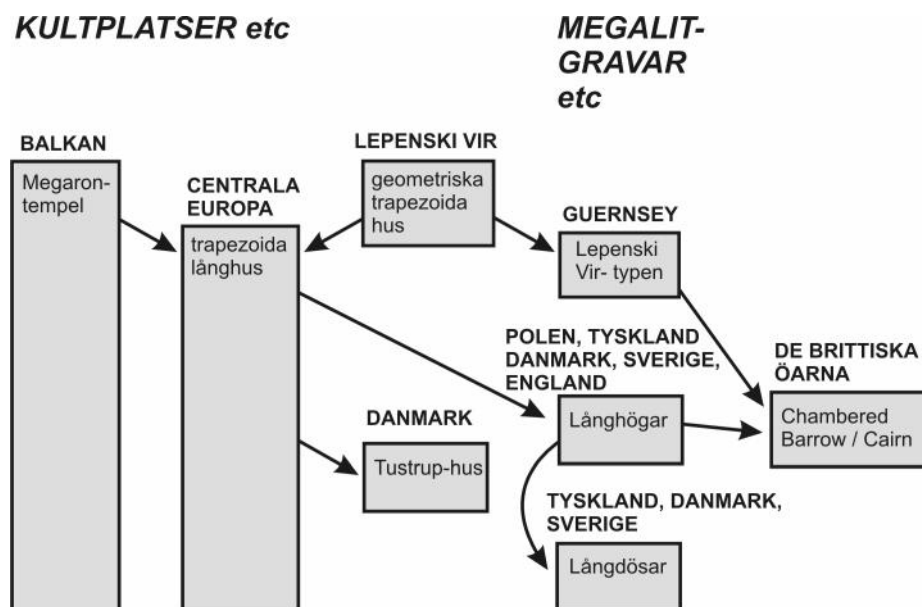 KULTPLATSER etc
MEGALIT-
GRAVAR
etc
BALKAN
Megaron-
tempel
CENTRALA
EUROPA
trapezoida
långhus
LEPENSKI VIR
geometriska
trapezoida
hus
GUERNSEY
Lepenski
Vir- typen
POLEN, TYSKLAND
DANMARK, SVERIGE,
ENGLAND
Långhögar
DE BRITTISKA
ÖARNA
Chambered
Barrow / Cairn
DANMARK
Tustrup-hus
TYSKLAND, DANMARK,
SVERIGE
Långdösar